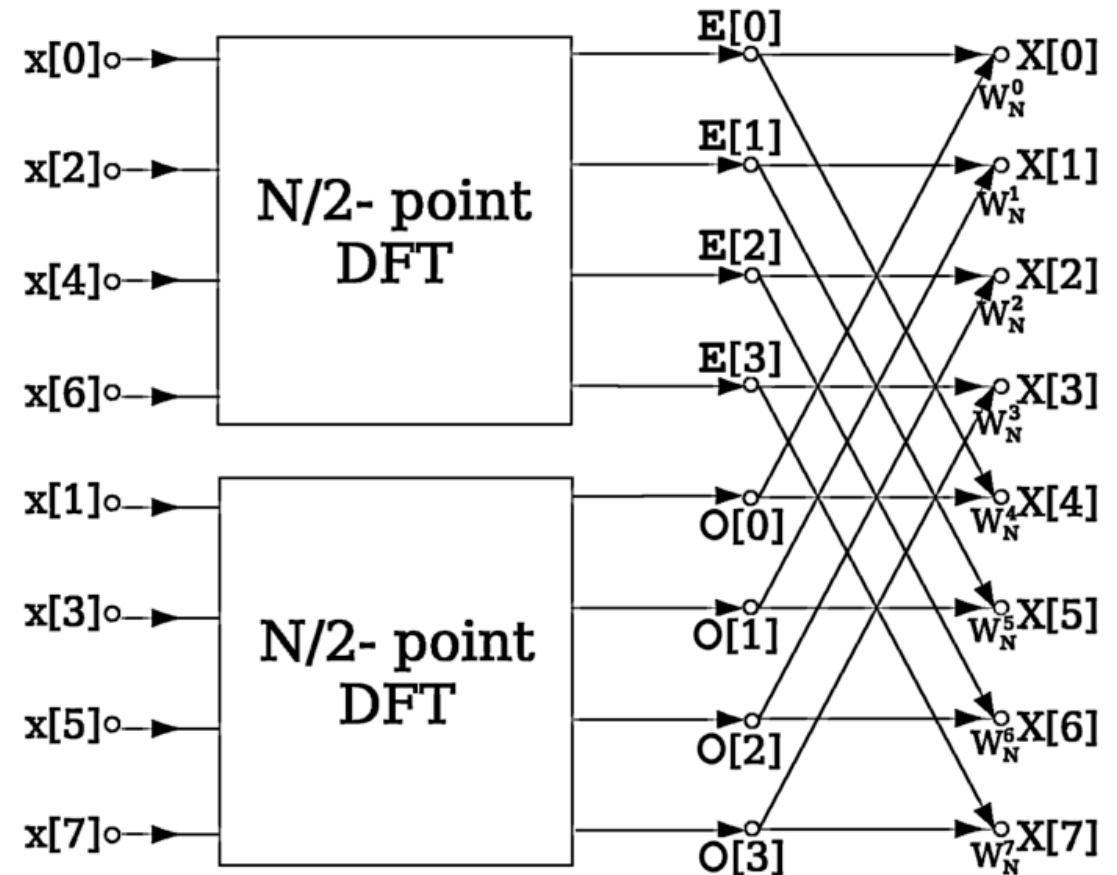 x[0]
x[2]
x[4]
x[6]
N/2- point
DFT
x[1]
x[3]
x[5]
x[7]
N/2- point
DFT
E[0]
E[1]
E[2]
E[3]
O[0]
O[1]
O[2]
O[3]
X[0]
W_N^0
X[1]
W_N^1
X[2]
W_N^2
X[3]
W_N^3
W_N^4 X[4]
W_N^5 X[5]
W_N^6 X[6]
W_N^7 X[7]